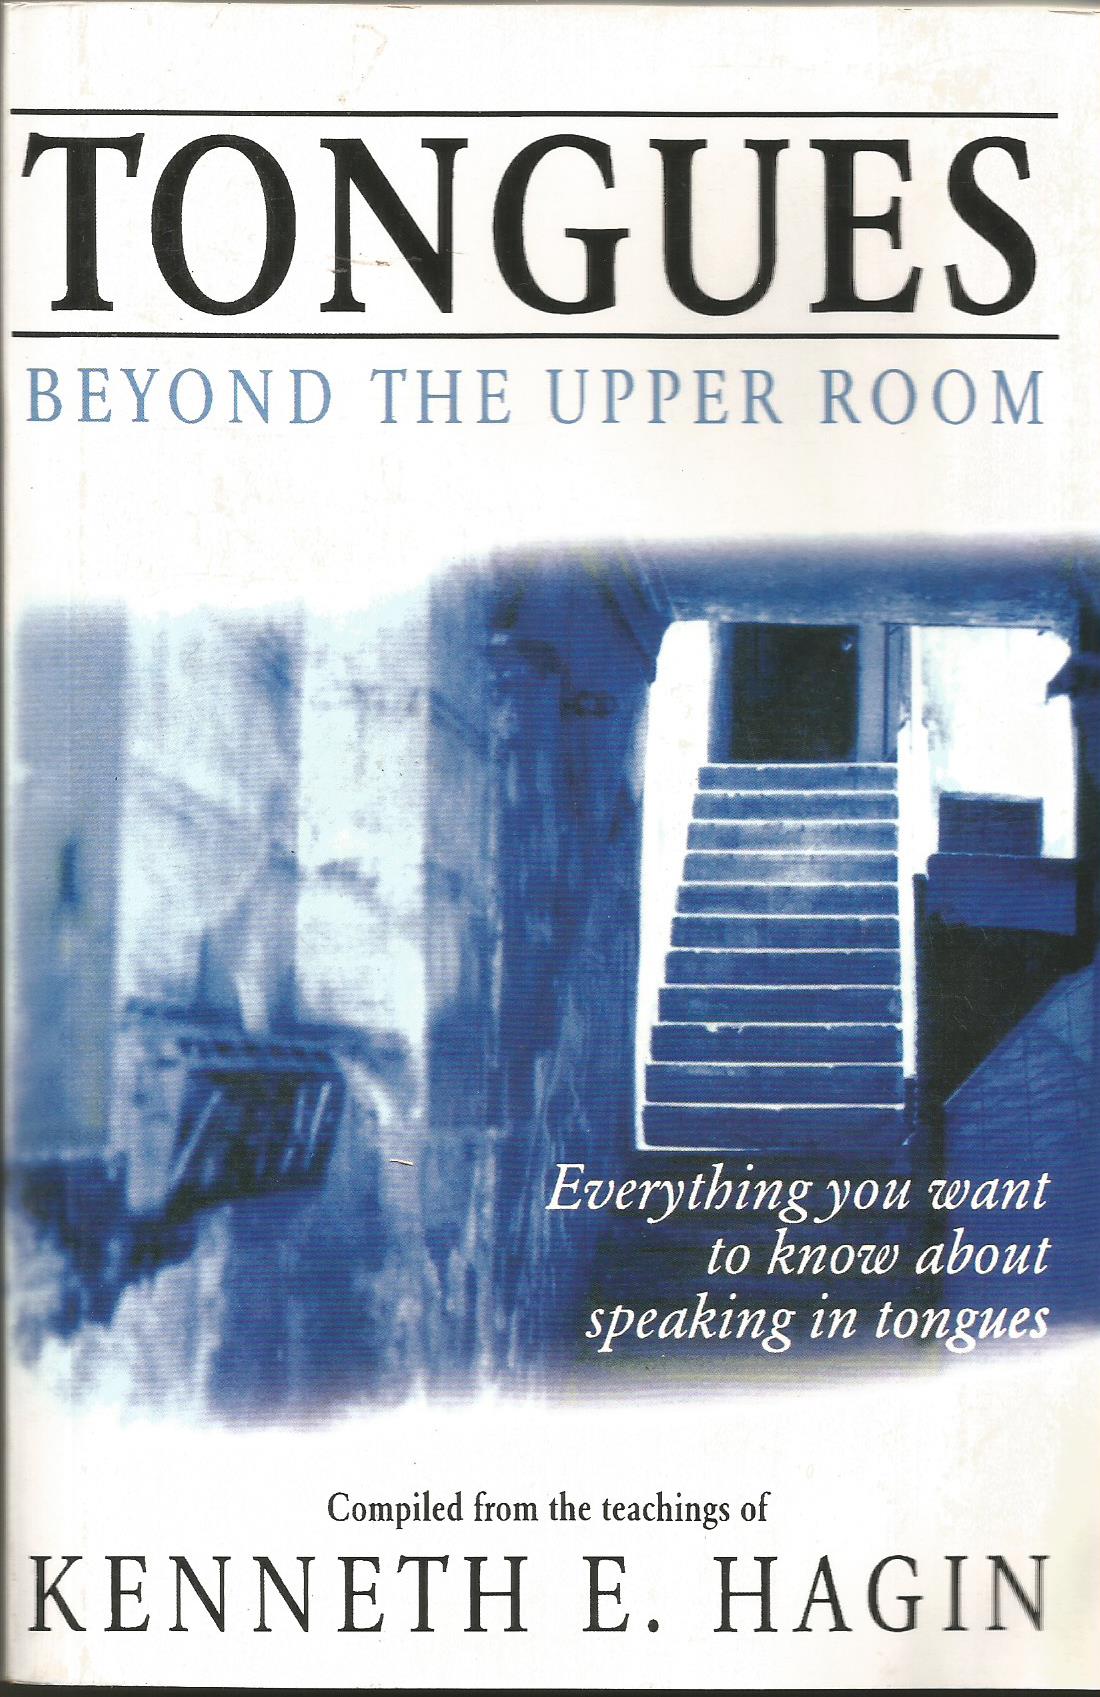 TONGUES
BEYOND THE UPPER ROOM
Everything you want
to know about
speaking in tongues
Compiled from the teachings of
KENNETH E. HAGIN